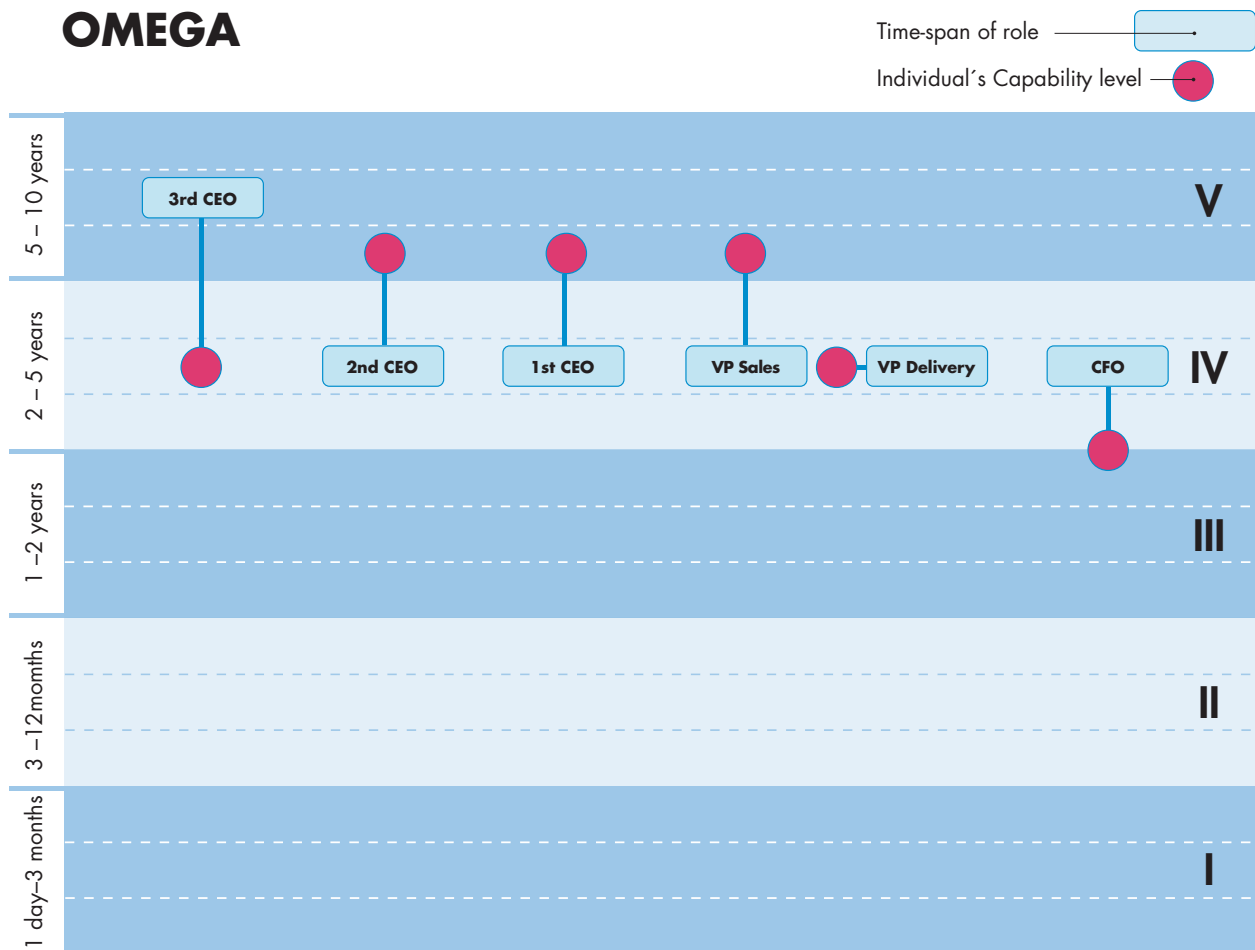 OMEGA
Time-span of role
Individual´s Capability level
5 – 10 years
V
3rd CEO
2 – 5 years
2nd CEO
1st CEO
VP Sales
VP Delivery
CFO
IV
1 –2 years
III
3 –12momths
II
1 day–3 months
I